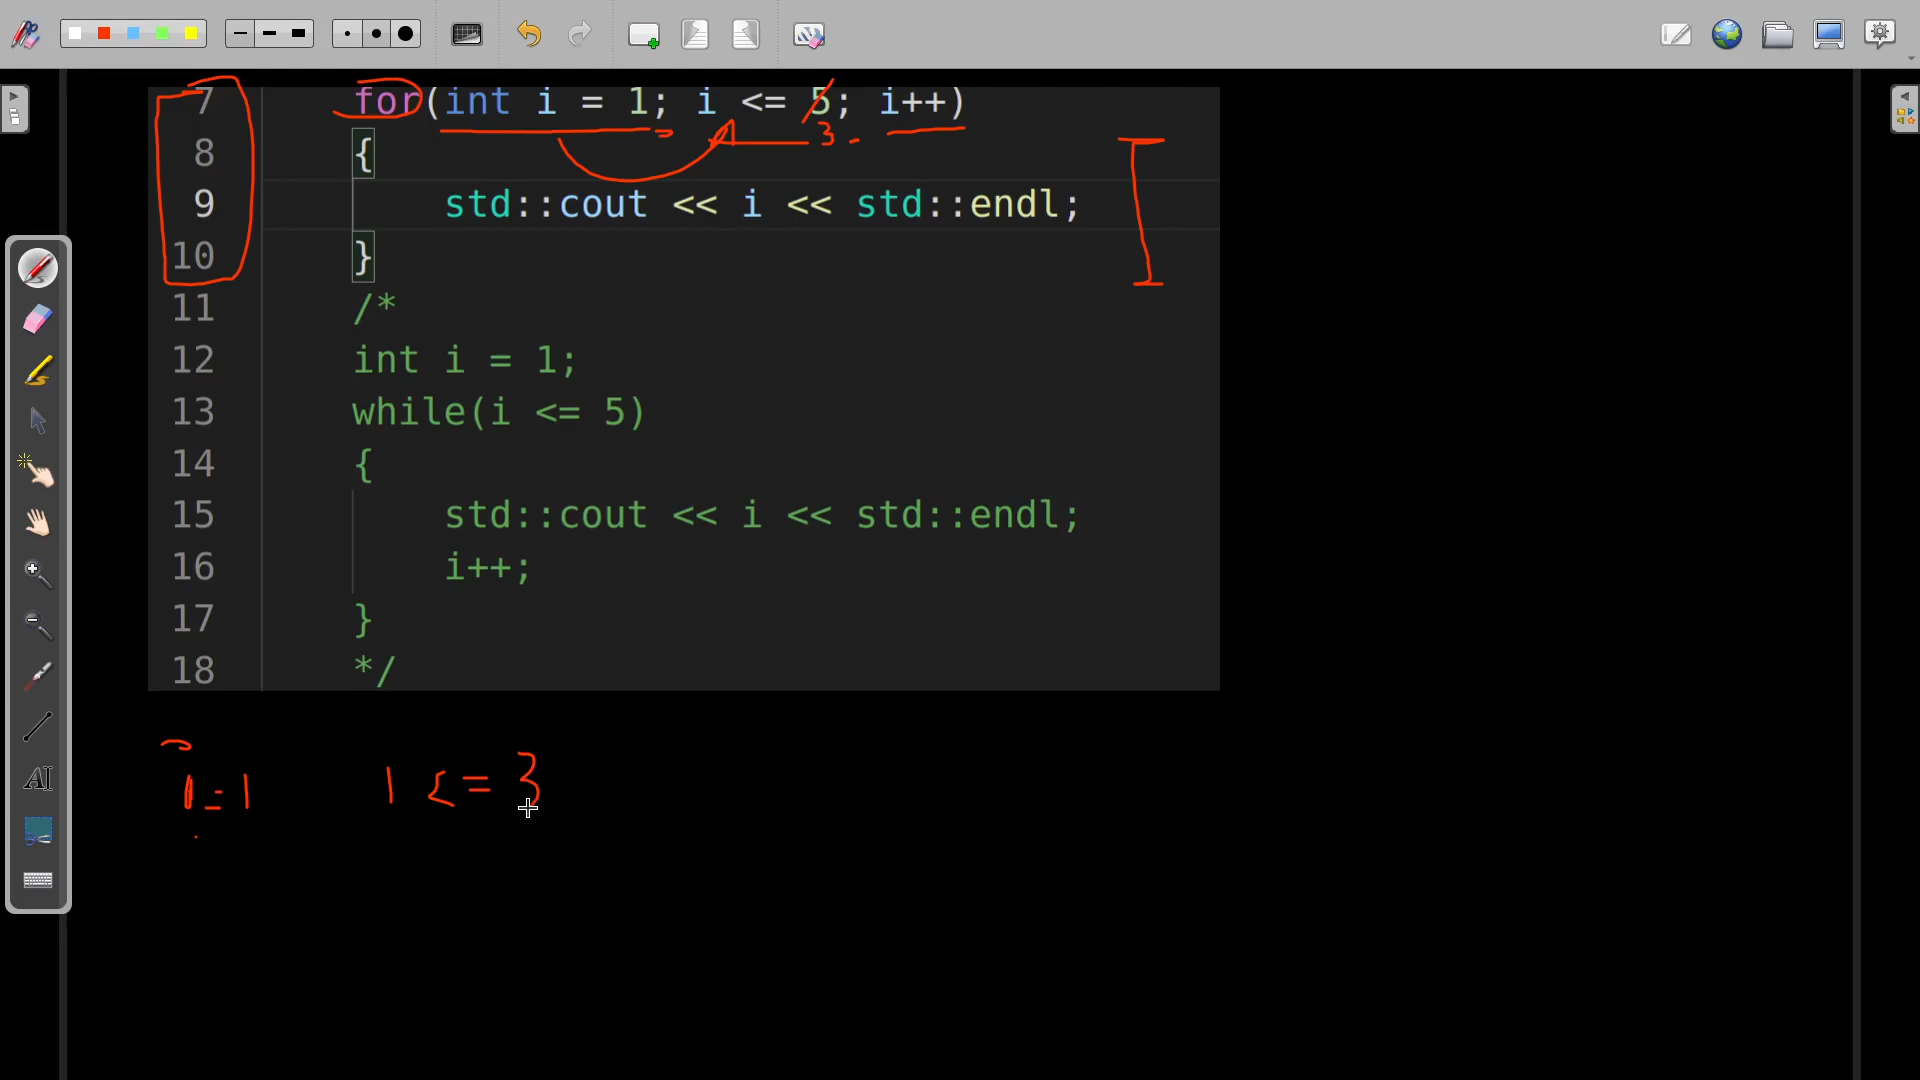 7 for(int i = 1; i <= 5; i++)
3
8 {
9 std::cout << i << std::endl;
10 }
11 /*
12 int i = 1;
13 while(i <= 5)
14 {
15 std::cout << i << std::endl;
16 i++;
17 }
18 */
i=1 1 <= 3
AI